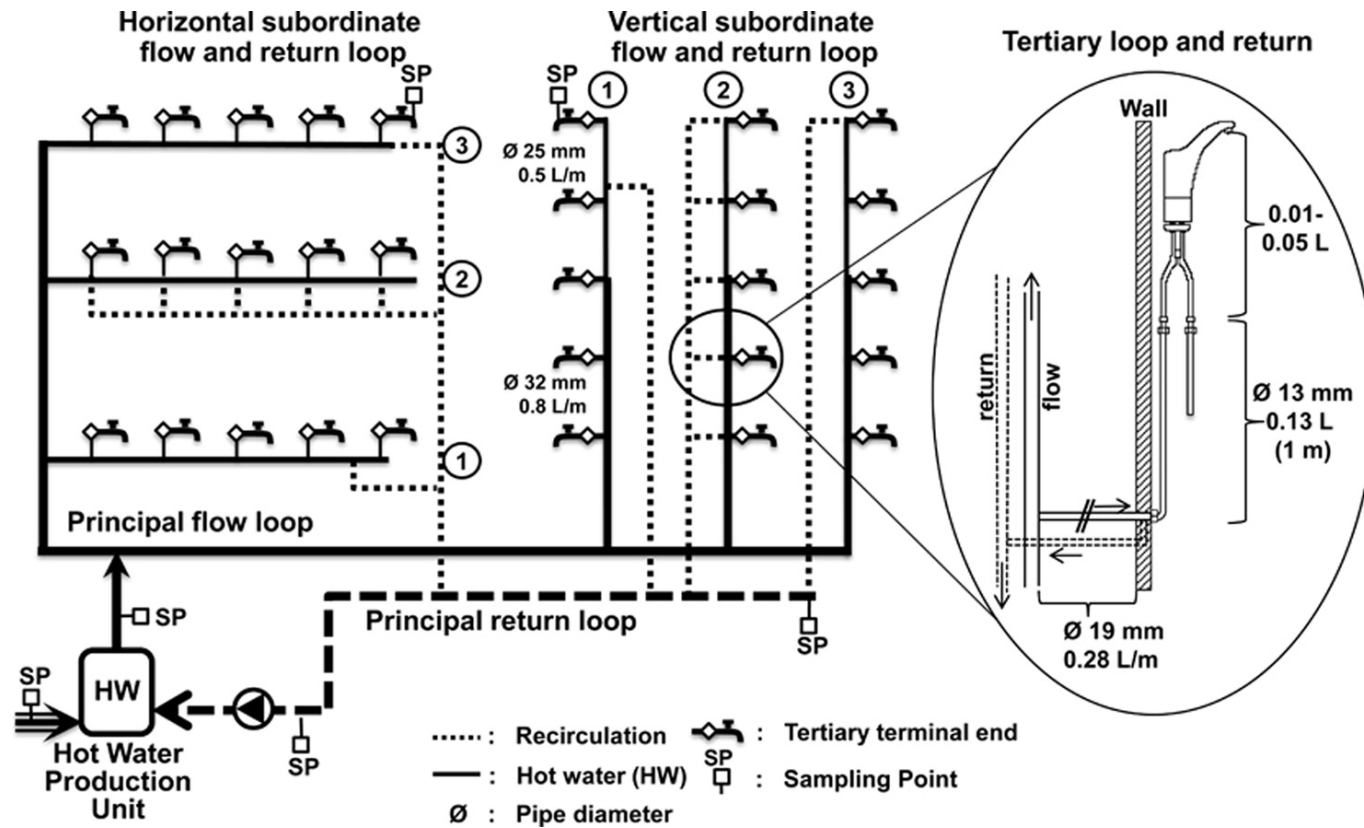 Horizontal subordinate
flow and return loop
SP
3
2
1
Vertical subordinate
flow and return loop
SP
1
2
3
Ø 25 mm
0.5 L/m
Ø 32 mm
0.8 L/m
Tertiary loop and return
Wall
0.01-
0.05 L
Ø 13 mm
0.13 L
(1 m)
return
flow
Ø 19 mm
0.28 L/m
Principal flow loop
Principal return loop
SP
SP
SP
HW
SP
Hot Water
Production
Unit
.......... : Recirculation
: Tertiary terminal end
—— : Hot water (HW)
SP
: Sampling Point
Ø : Pipe diameter